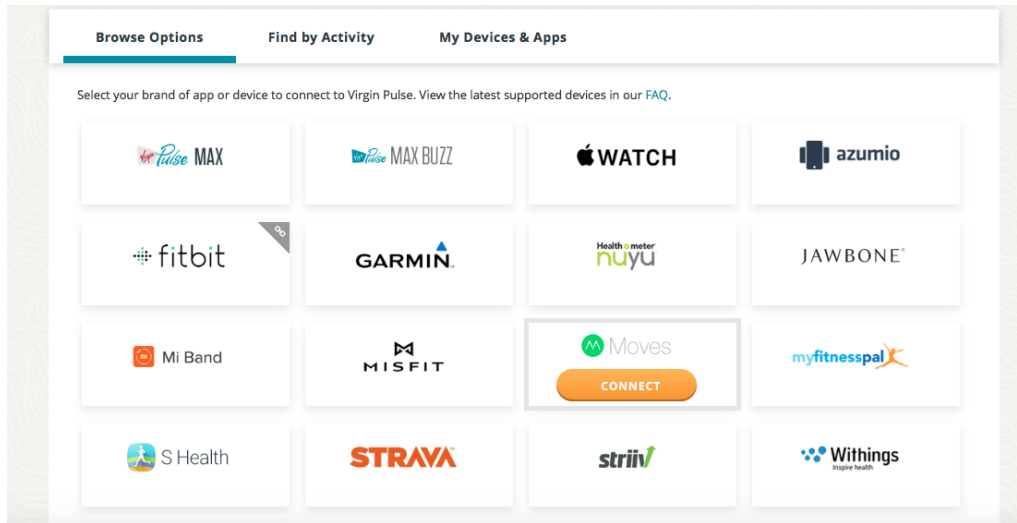 Browse Options Find by Activity My Devices & Apps
Select your brand of app or device to connect to Virgin Pulse. View the latest supported devices in our FAQ.
Virgin Pulse MAX Virgin Pulse MAX BUZZ WATCH azumio
fitbit GARMIN Health o meter nuyu JAWBONE
Mi Band MISFIT Moves myfitnesspal
CONNECT
S Health STRAVA striiv Withings
Inspire health